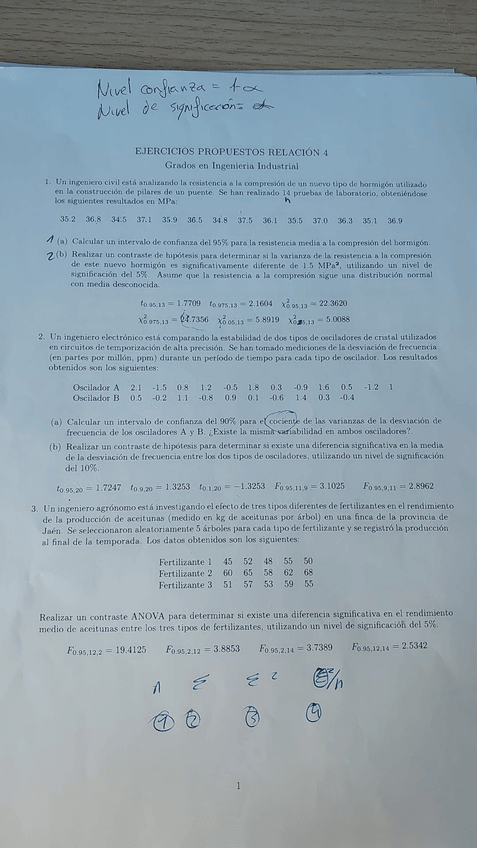 Nivel confianza = 1-α
Nivel de significación = α
EJERCICIOS PROPUESTOS RELACIÓN 4
Grados en Ingeniería Industrial
1. Un ingeniero civil está analizando la resistencia a la compresión de un nuevo tipo de hormigón utilizado
en la construcción de pilares de un puente. Se han realizado 14 pruebas de laboratorio, obteniéndose
n
los siguientes resultados en MPa:
35.2 36.8 34.5 37.1 35.9 36.5 34.8 37.5 36.1 35.5 37.0 36.3 35.1 36.9
1 (a) Calcular un intervalo de confianza del 95% para la resistencia media a la compresión del hormigón.
2 (b) Realizar un contraste de hipótesis para determinar si la varianza de la resistencia a la compresión
de este nuevo hormigón es significativamente diferente de 1.5 MPa², utilizando un nivel de
significación del 5%. Asume que la resistencia a la compresión sigue una distribución normal
con media desconocida.
t0.95,13 = 1.7709 t0.975,13 = 2.1604 χ²0.95,13 = 22.3620
χ²0.975,13 = 24.7356 χ²0.05,13 = 5.8919 χ²0.025,13 = 5.0088
2. Un ingeniero electrónico está comparando la estabilidad de dos tipos de osciladores de cristal utilizados
en circuitos de temporización de alta precisión. Se han tomado mediciones de la desviación de frecuencia
(en partes por millón, ppm) durante un período de tiempo para cada tipo de oscilador. Los resultados
obtenidos son los siguientes:
Oscilador A 2.1 -1.5 0.8 1.2 -0.5 1.8 0.3 -0.9 1.6 0.5 -1.2 1
Oscilador B 0.5 -0.2 1.1 -0.8 0.9 0.1 -0.6 1.4 0.3 -0.4
(a) Calcular un intervalo de confianza del 90% para el cociente de las varianzas de la desviación de
frecuencia de los osciladores A y B. ¿Existe la misma variabilidad en ambos osciladores?.
(b) Realizar un contraste de hipótesis para determinar si existe una diferencia significativa en la media
de la desviación de frecuencia entre los dos tipos de osciladores, utilizando un nivel de significación
del 10%.
t0.95,20 = 1.7247 t0.9,20 = 1.3253 t0.1,20 = −1.3253 F0.95,11,9 = 3.1025 F0.95,9,11 = 2.8962
3. Un ingeniero agrónomo está investigando el efecto de tres tipos diferentes de fertilizantes en el rendimiento
de la producción de aceitunas (medido en kg de aceitunas por árbol) en una finca de la provincia de
Jaén. Se seleccionaron aleatoriamente 5 árboles para cada tipo de fertilizante y se registró la producción
al final de la temporada. Los datos obtenidos son los siguientes:
Fertilizante 1 45 52 48 55 50
Fertilizante 2 60 65 58 62 68
Fertilizante 3 51 57 53 59 55
Realizar un contraste ANOVA para determinar si existe una diferencia significativa en el rendimiento
medio de aceitunas entre los tres tipos de fertilizantes, utilizando un nivel de significación del 5%.
F0.95,12,2 = 19.4125 F0.95,2,12 = 3.8853 F0.95,2,14 = 3.7389 F0.95,12,14 = 2.5342
n Σ Σ² /n
1 2 3 4
1